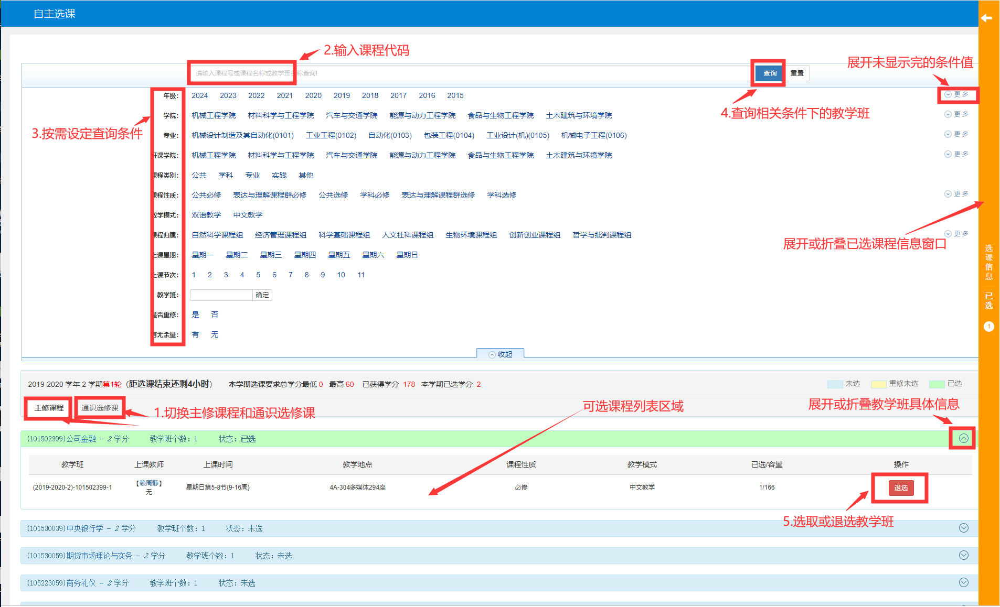 自主选课
2.输入课程代码
请输入课程号或课程名称或教学班名称查询!
查询 重置
展开未显示完的条件值
年级: 2024 2023 2022 2021 2020 2019 2018 2017 2016 2015 更多
4.查询相关条件下的教学班
学院: 机械工程学院 材料科学与工程学院 汽车与交通学院 能源与动力工程学院 食品与生物工程学院 土木建筑与环境学院 更多
3.按需设定查询条件
专业: 机械设计制造及其自动化(0101) 工业工程(0102) 自动化(0103) 包装工程(0104) 工业设计(机)(0105) 机械电子工程(0106) 更多
开课学院: 机械工程学院 材料科学与工程学院 汽车与交通学院 能源与动力工程学院 食品与生物工程学院 土木建筑与环境学院 更多
课程类别: 公共 学科 专业 实践 其他
课程性质: 公共必修 表达与理解课程群必修 公共选修 学科必修 表达与理解课程群选修 学科选修 更多
教学模式: 双语教学 中文教学
课程归属: 自然科学课程组 经济管理课程组 科学基础课程组 人文社科课程组 生物环境课程组 创新创业课程组 哲学与批判课程组 更多
展开或折叠已选课程信息窗口
上课星期: 星期一 星期二 星期三 星期四 星期五 星期六 星期日
上课节次: 1 2 3 4 5 6 7 8 9 10 11
教学班: 确定
是否重修: 是 否
有无余量: 有 无
收起
选课信息 已选 1
2019-2020 学年 2 学期第1轮（距选课结束还剩4小时） 本学期选课要求总学分最低 0 最高 60 已获得学分 178 本学期已选学分 2
未选 重修未选 已选
主修课程 通识选修课
1.切换主修课程和通识选修课
可选课程列表区域
展开或折叠教学班具体信息
(101502399)公司金融 - 2 学分 教学班个数: 1 状态: 已选
教学班 上课教师 上课时间 教学地点 课程性质 教学模式 已选/容量 操作
(2019-2020-2)-101502399-1 【赖周静】 星期日第5-8节{9-16周} 4A-304多媒体294座 必修 中文教学 1/166 退选
无
5.选取或退选教学班
(101530039)中央银行学 - 2 学分 教学班个数: 1 状态: 未选
(101530059)期货市场理论与实务 - 2 学分 教学班个数: 1 状态: 未选
(105223059)商务礼仪 - 2 学分 教学班个数: 1 状态: 未选